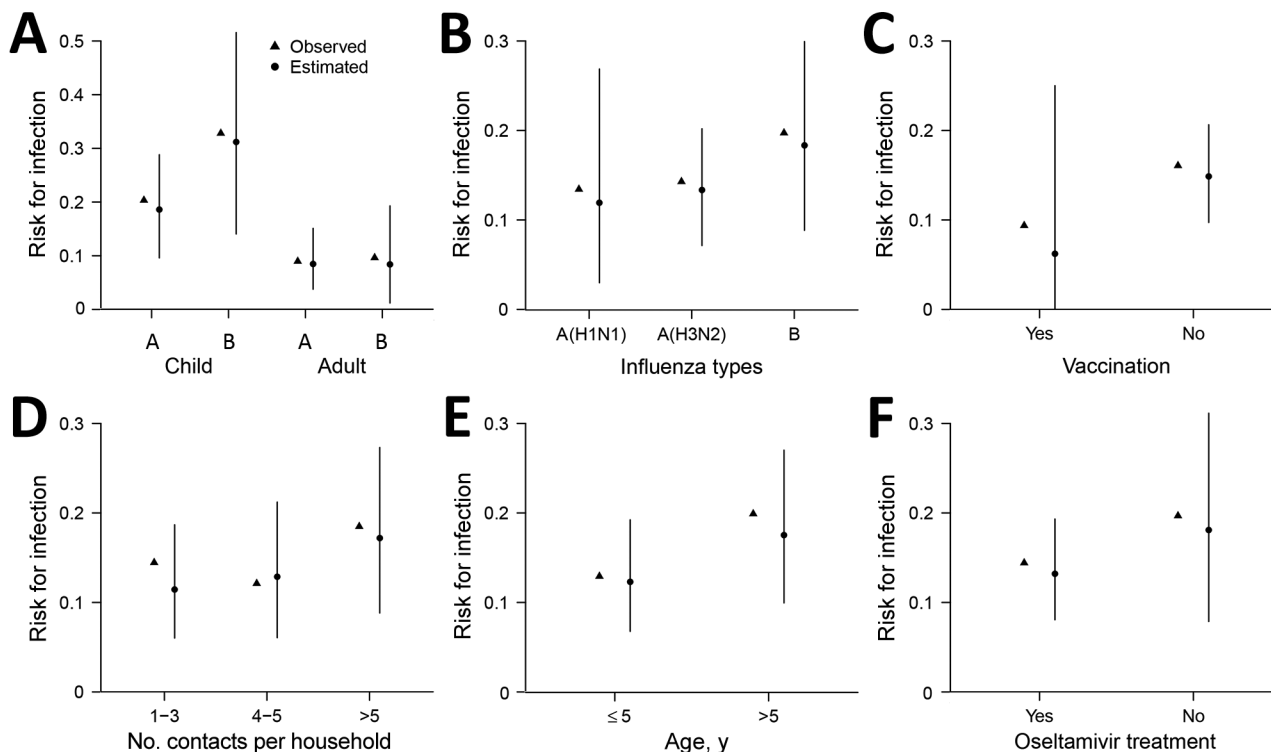 A
Risk for infection
0.5
0.4
0.3
0.2
0.1
0
▲ Observed
● Estimated
A B A B
Child Adult
B
Risk for infection
0.3
0.2
0.1
0
A(H1N1) A(H3N2) B
Influenza types
C
Risk for infection
0.3
0.2
0.1
0
Yes No
Vaccination
D
Risk for infection
0.3
0.2
0.1
0
1−3 4−5 >5
No. contacts per household
E
Risk for infection
0.3
0.2
0.1
0
≤ 5 >5
Age, y
F
Risk for infection
0.3
0.2
0.1
0
Yes No
Oseltamivir treatment